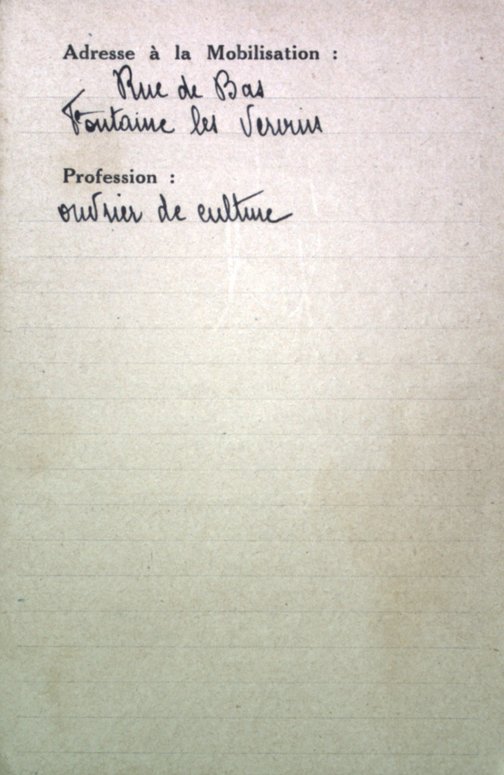 Adresse à la Mobilisation :
Rue de Bas
Fontaine les Vervins
Profession :
ouvrier de culture